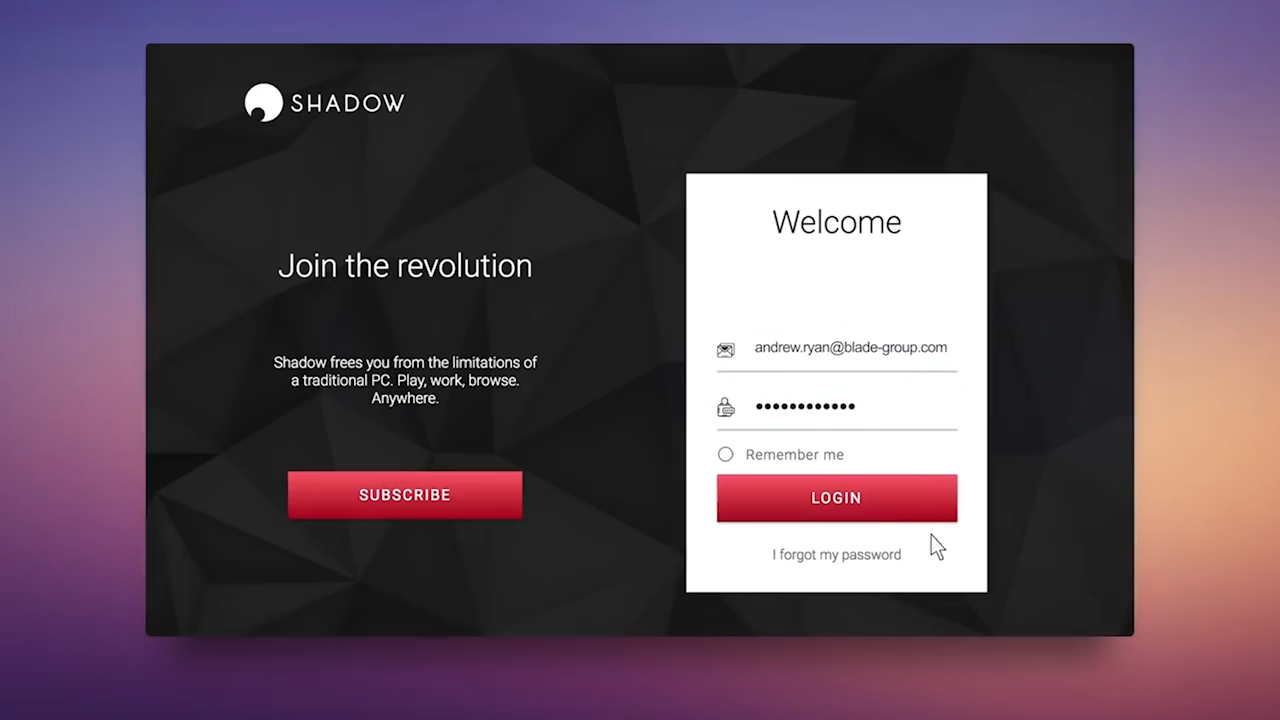 SHADOW
Join the revolution
Shadow frees you from the limitations of
a traditional PC. Play, work, browse.
Anywhere.
SUBSCRIBE
Welcome
andrew.ryan@blade-group.com
••••••••••••
Remember me
LOGIN
I forgot my password